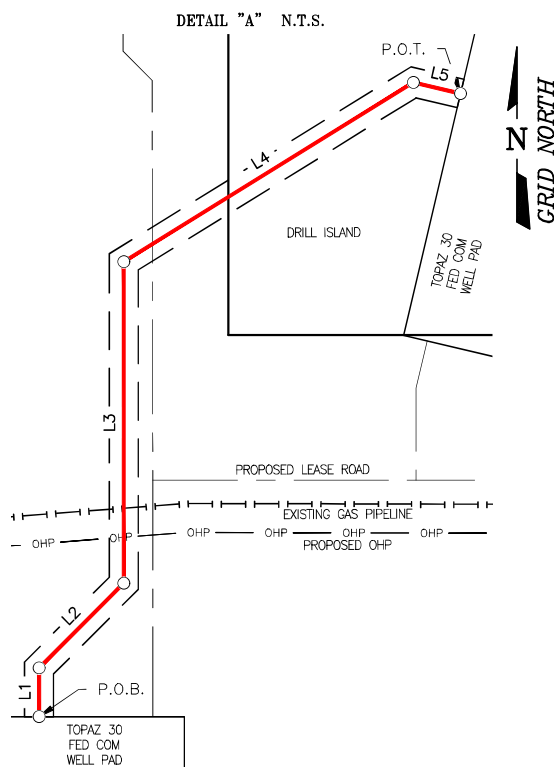 DETAIL "A" N.T.S.
P.O.T.
L5
N
GRID NORTH
L4
DRILL ISLAND
TOPAZ 30
FED COM
WELL PAD
L3
PROPOSED LEASE ROAD
EXISTING GAS PIPELINE
OHP OHP OHP OHP OHP OHP
PROPOSED OHP
L2
L1
P.O.B.
TOPAZ 30
FED COM
WELL PAD